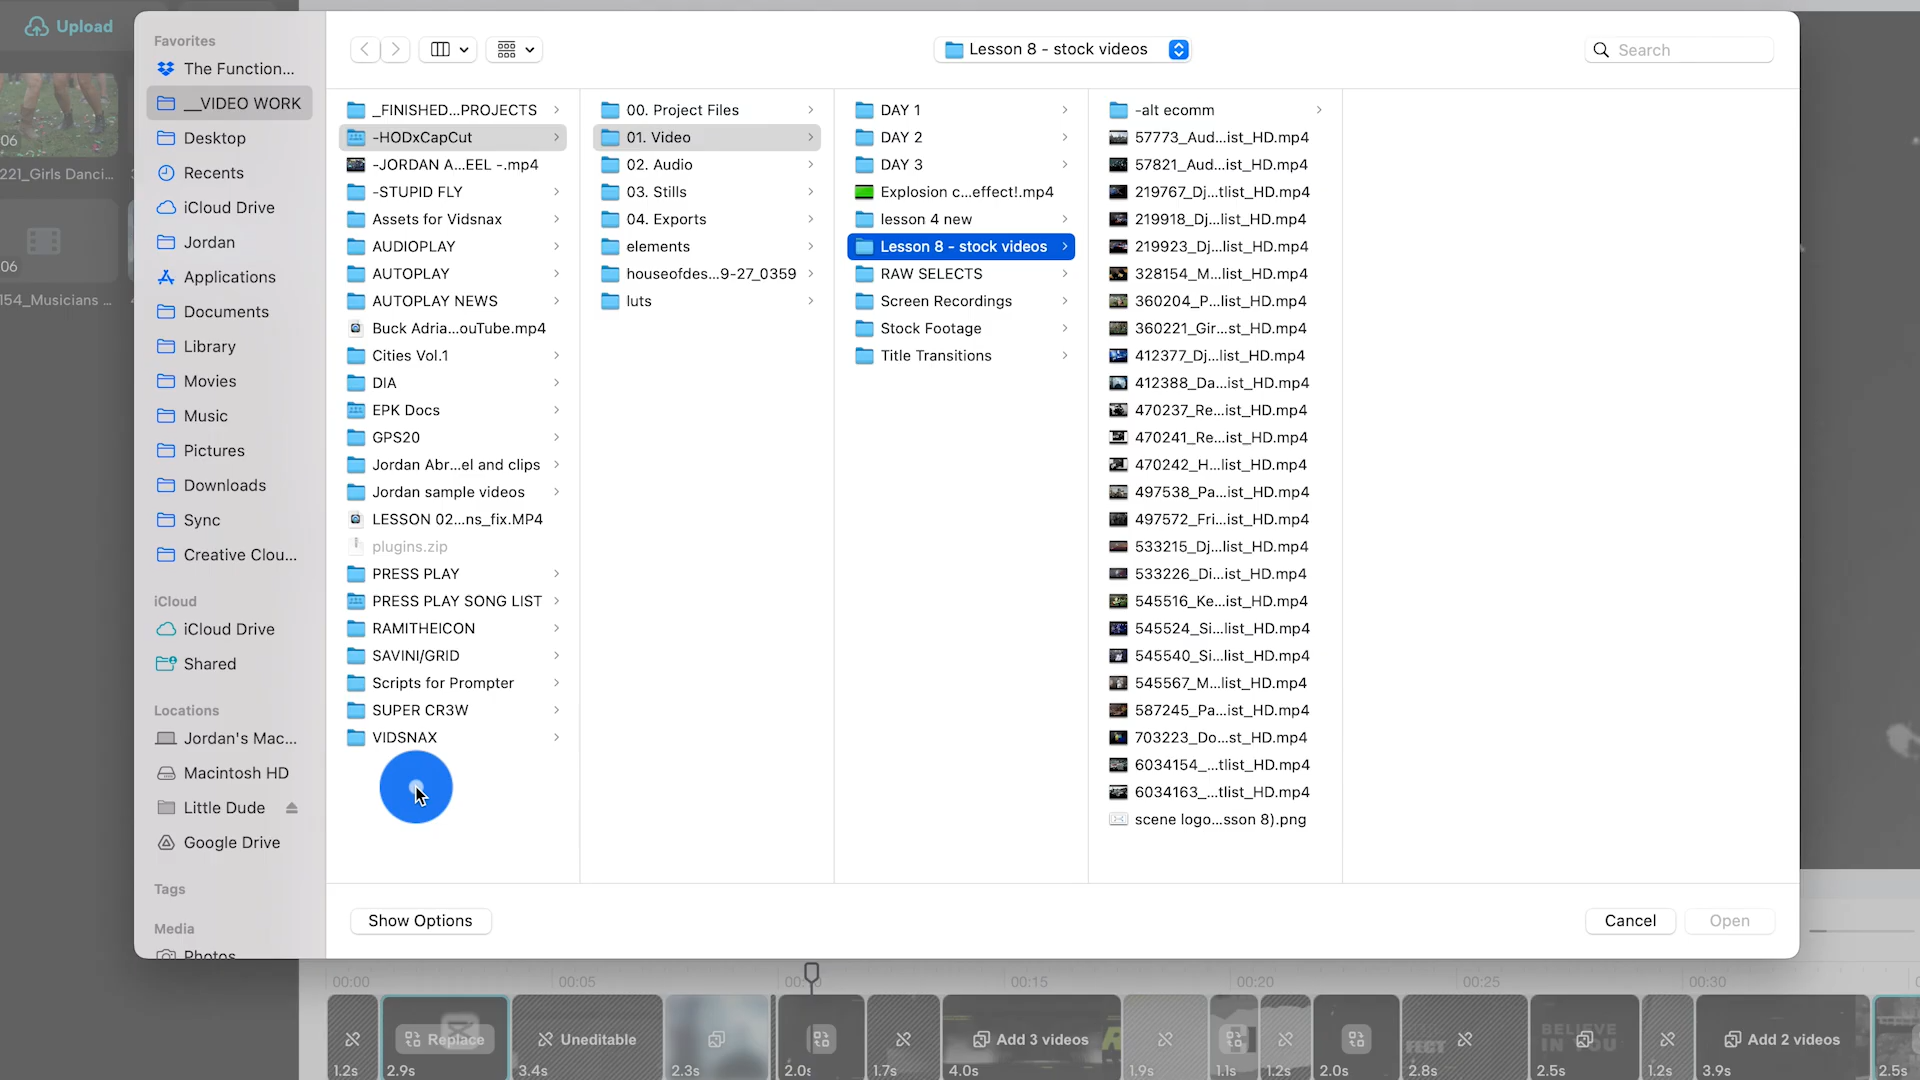 Upload
06
221_Girls Danci...
06
154_Musicians ...
Favorites
The Function...
__VIDEO WORK
Desktop
Recents
iCloud Drive
Jordan
Applications
Documents
Library
Movies
Music
Pictures
Downloads
Sync
Creative Clou...
iCloud
iCloud Drive
Shared
Locations
Jordan's Mac...
Macintosh HD
Little Dude
Google Drive
Tags
Media
Photos
Lesson 8 - stock videos
Search
_FINISHED...PROJECTS
-HODxCapCut
-JORDAN A...EEL -.mp4
-STUPID FLY
Assets for Vidsnax
AUDIOPLAY
AUTOPLAY
AUTOPLAY NEWS
Buck Adria...ouTube.mp4
Cities Vol.1
DIA
EPK Docs
GPS20
Jordan Abr...el and clips
Jordan sample videos
LESSON 02...ns_fix.MP4
plugins.zip
PRESS PLAY
PRESS PLAY SONG LIST
RAMITHEICON
SAVINI/GRID
Scripts for Prompter
SUPER CR3W
VIDSNAX
00. Project Files
01. Video
02. Audio
03. Stills
04. Exports
elements
houseofdes...9-27_0359
luts
DAY 1
DAY 2
DAY 3
Explosion c...effect!.mp4
lesson 4 new
Lesson 8 - stock videos
RAW SELECTS
Screen Recordings
Stock Footage
Title Transitions
-alt ecomm
57773_Aud...ist_HD.mp4
57821_Aud...ist_HD.mp4
219767_Dj...tlist_HD.mp4
219918_Dj...list_HD.mp4
219923_Dj...list_HD.mp4
328154_M...list_HD.mp4
360204_P...list_HD.mp4
360221_Gir...st_HD.mp4
412377_Dj...list_HD.mp4
412388_Da...ist_HD.mp4
470237_Re...ist_HD.mp4
470241_Re...ist_HD.mp4
470242_H...list_HD.mp4
497538_Pa...ist_HD.mp4
497572_Fri...ist_HD.mp4
533215_Dj...list_HD.mp4
533226_Di...ist_HD.mp4
545516_Ke...ist_HD.mp4
545524_Si...list_HD.mp4
545540_Si...list_HD.mp4
545567_M...list_HD.mp4
587245_Pa...ist_HD.mp4
703223_Do...st_HD.mp4
6034154_...tlist_HD.mp4
6034163_...tlist_HD.mp4
scene logo...sson 8).png
Show Options
Cancel
Open
00:00
00:05
00:15
00:20
00:25
00:30
Replace
Uneditable
Add 3 videos
FECT
BELIEVE
IN YOU
Add 2 videos
1.2s
2.9s
3.4s
2.3s
2.0s
1.7s
4.0s
1.9s
1.1s
1.2s
2.0s
2.8s
2.5s
1.2s
3.9s
2.5s